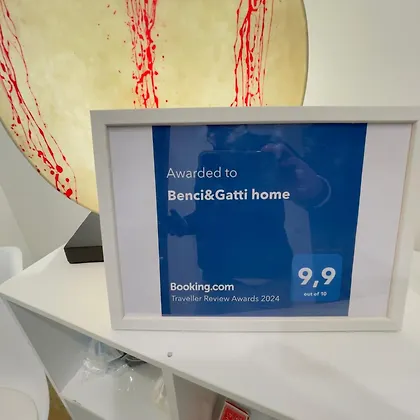 Awarded to
Benci&Gatti home
9,9
out of 10
Booking.com
Traveller Review Awards 2024